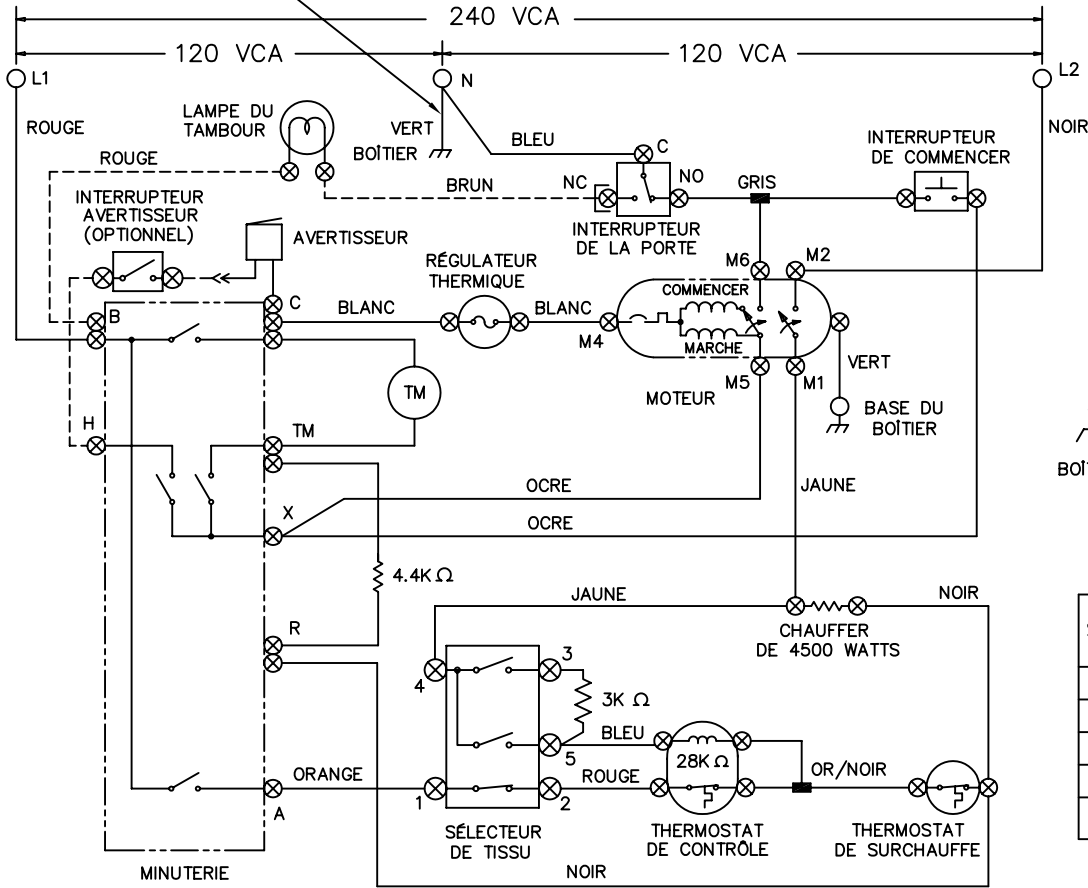 240 VCA
120 VCA
120 VCA
L1
N
L2
ROUGE
LAMPE DU
TAMBOUR
VERT
BOÎTIER
BLEU
C
INTERRUPTEUR
DE COMMENCER
NOIR
ROUGE
BRUN
NC
NO
GRIS
INTERRUPTEUR
AVERTISSEUR
(OPTIONNEL)
AVERTISSEUR
INTERRUPTEUR
DE LA PORTE
RÉGULATEUR
THERMIQUE
M6
M2
COMMENCER
B
C
BLANC
BLANC
M4
MARCHE
M5
M1
VERT
MOTEUR
BASE DU
BOÎTIER
TM
H
TM
BOÎ
OCRE
JAUNE
X
OCRE
4.4K Ω
JAUNE
NOIR
CHAUFFER
DE 4500 WATTS
R
4
3
3K Ω
BLEU
5
28K Ω
ORANGE
ROUGE
OR/NOIR
A
1
2
SÉLECTEUR
DE TISSU
THERMOSTAT
DE CONTRÔLE
THERMOSTAT
DE SURCHAUFFE
MINUTERIE
NOIR